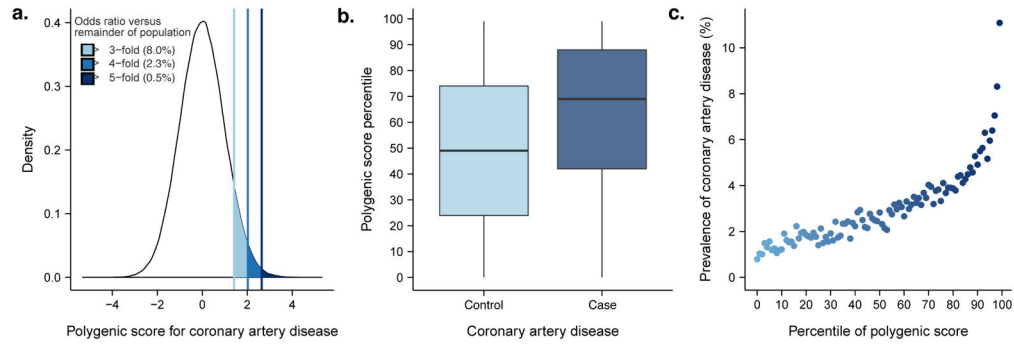 a.
Odds ratio versus
remainder of population
> 3−fold (8.0%)
> 4−fold (2.3%)
> 5−fold (0.5%)
Density
0.4
0.3
0.2
0.1
0.0
−4 −2 0 2 4
Polygenic score for coronary artery disease
b.
Polygenic score percentile
100
90
80
70
60
50
40
30
20
10
0
Control Case
Coronary artery disease
c.
Prevalence of coronary artery disease (%)
10
8
6
4
2
0
0 10 20 30 40 50 60 70 80 90 100
Percentile of polygenic score